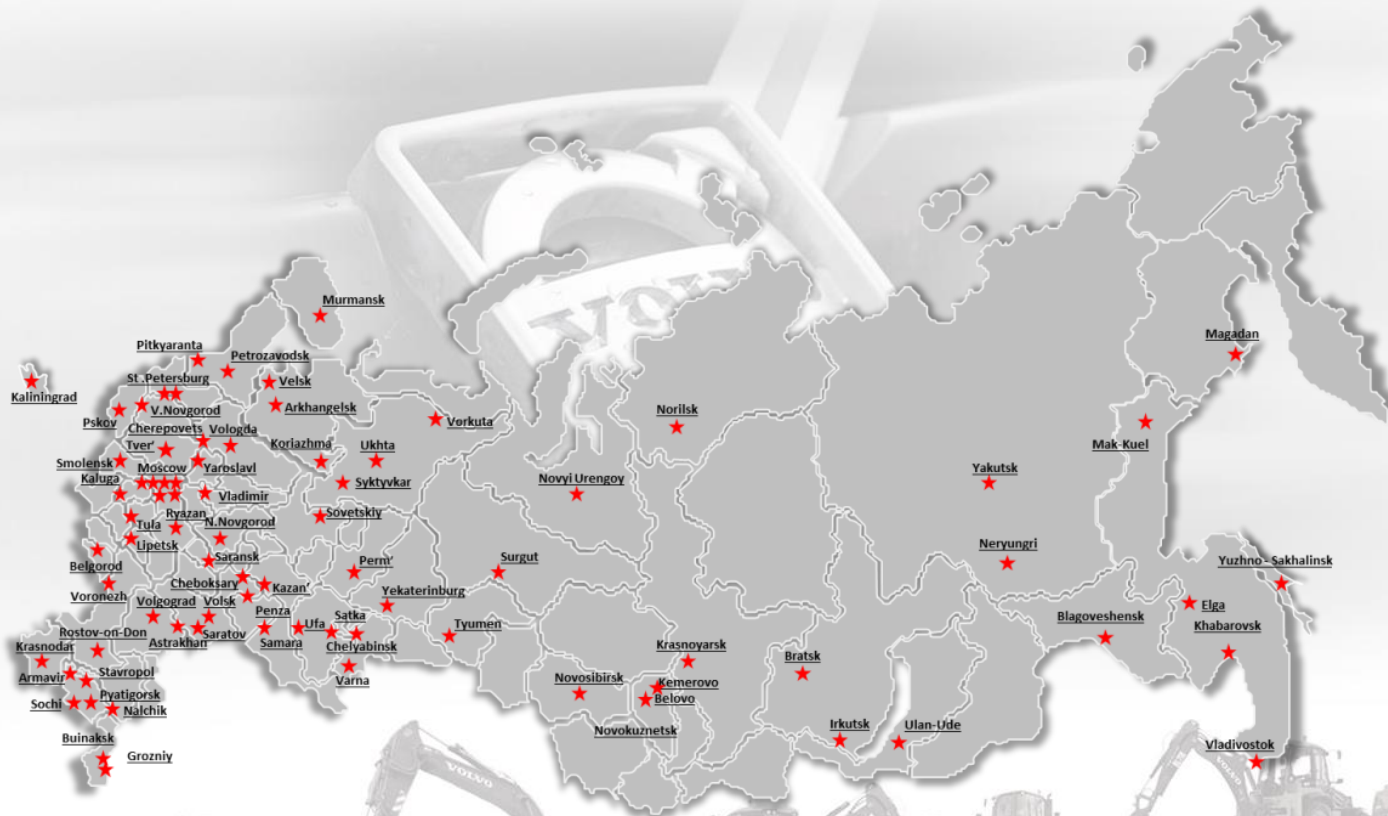 Murmansk
Pitkyaranta
Petrozavodsk
Magadan
St.Petersburg
Velsk
Kaliningrad
V.Novgorod
Arkhangelsk
Norilsk
Pskov
Vorkuta
Cherepovets
Vologda
Mak-Kuel
Tver'
Koriazhma
Ukhta
Smolensk
Moscow
Yaroslavl
Yakutsk
Kaluga
Syktyvkar
Novyi Urengoy
Vladimir
Ryazan
Sovetskiy
Tula
N.Novgorod
Lipetsk
Neryungri
Saransk
Perm'
Surgut
Yuzhno - Sakhalinsk
Belgorod
Cheboksary
Kazan'
Voronezh
Yekaterinburg
Volgograd
Volsk
Penza
Satka
Elga
Ufa
Tyumen
Blagoveshensk
Khabarovsk
Rostov-on-Don
Astrakhan
Saratov
Samara
Chelyabinsk
Krasnodar
Krasnoyarsk
Bratsk
Armavir
Stavropol
Varna
Novosibirsk
Kemerovo
Belovo
Sochi
Pyatigorsk
Nalchik
Novokuznetsk
Irkutsk
Ulan-Ude
Buinaksk
Grozniy
Vladivostok
VOLVO
VOLVO